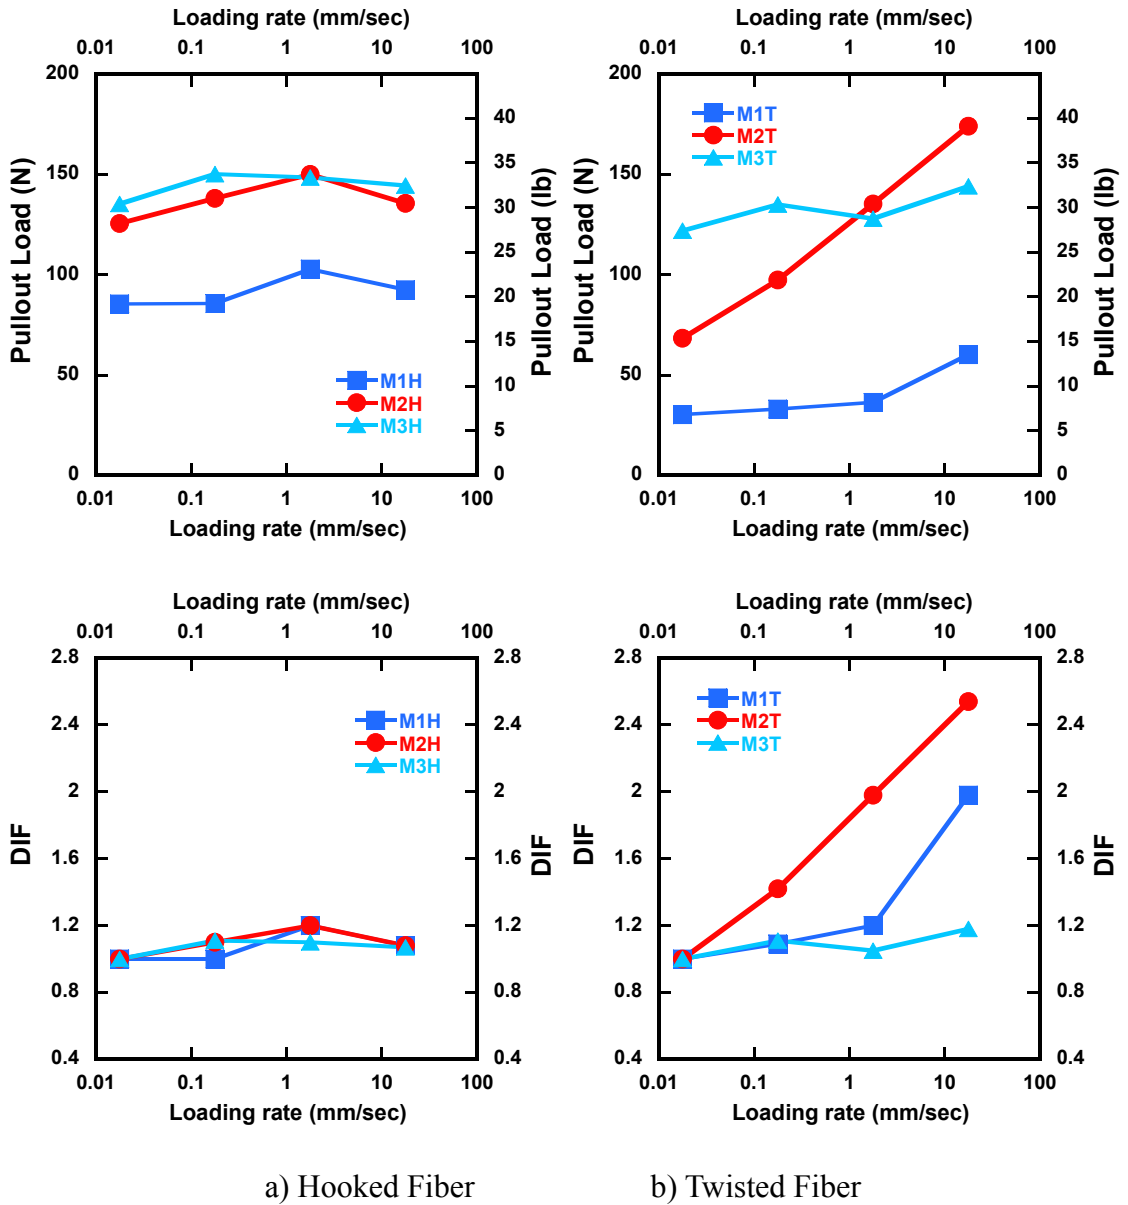 Loading rate (mm/sec)
0.01 0.1 1 10 100
200
150
100
50
0
Pullout Load (N)
40
35
30
25
20
15
10
5
0
Pullout Load (lb)
M1H
M2H
M3H
0.01 0.1 1 10 100
Loading rate (mm/sec)
Loading rate (mm/sec)
0.01 0.1 1 10 100
200
150
100
50
0
Pullout Load (N)
40
35
30
25
20
15
10
5
0
Pullout Load (lb)
M1T
M2T
M3T
0.01 0.1 1 10 100
Loading rate (mm/sec)
Loading rate (mm/sec)
0.01 0.1 1 10 100
2.8
2.4
2
1.6
1.2
0.8
0.4
DIF
2.8
2.4
2
1.6
1.2
0.8
0.4
DIF
M1H
M2H
M3H
0.01 0.1 1 10 100
Loading rate (mm/sec)
Loading rate (mm/sec)
0.01 0.1 1 10 100
2.8
2.4
2
1.6
1.2
0.8
0.4
DIF
2.8
2.4
2
1.6
1.2
0.8
0.4
DIF
M1T
M2T
M3T
0.01 0.1 1 10 100
Loading rate (mm/sec)
a) Hooked Fiber
b) Twisted Fiber